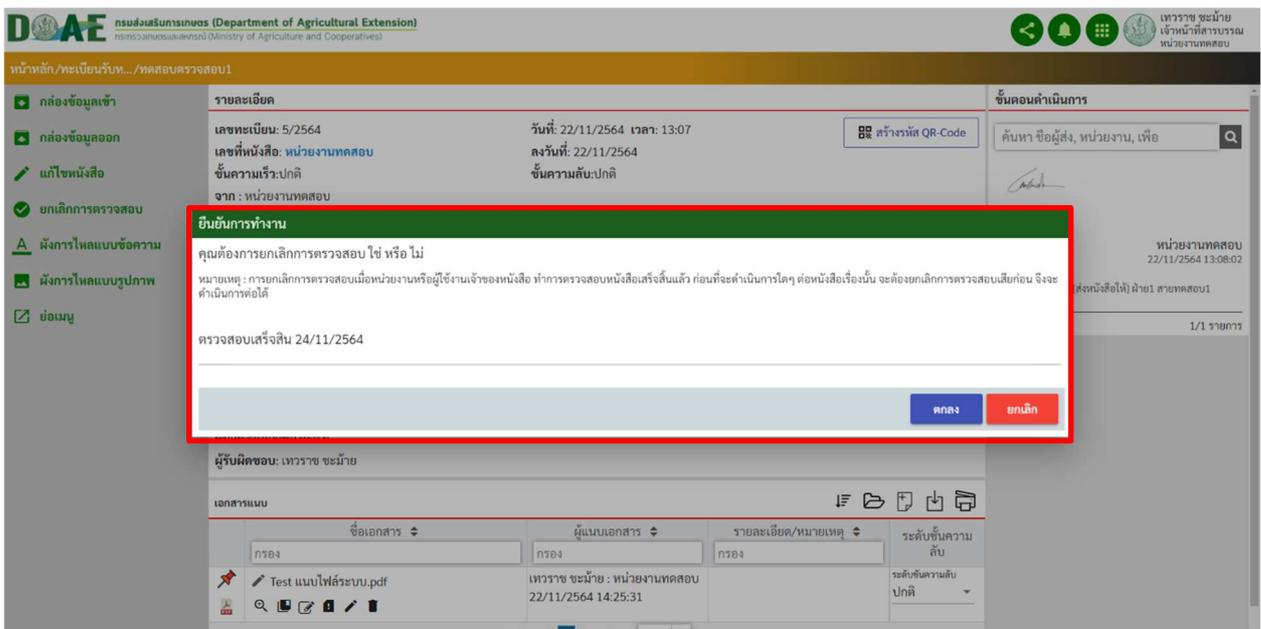 DOAE
กรมส่งเสริมการเกษตร (Department of Agricultural Extension)
กระทรวงเกษตรและสหกรณ์ (Ministry of Agriculture and Cooperatives)
เทวราช ชะม้าย
เจ้าหน้าที่สารบรรณ
หน่วยงานทดสอบ
หน้าหลัก/ทะเบียนรับท.../ทดสอบตรวจสอบ1
กล่องข้อมูลเข้า
กล่องข้อมูลออก
แก้ไขหนังสือ
ยกเลิกการตรวจสอบ
ผังการไหลแบบข้อความ
ผังการไหลแบบรูปภาพ
ย่อเมนู
รายละเอียด
เลขทะเบียน: 5/2564 วันที่: 22/11/2564 เวลา: 13:07
สร้างรหัส QR-Code
เลขที่หนังสือ: หน่วยงานทดสอบ ลงวันที่: 22/11/2564
ชั้นความเร็ว:ปกติ ชั้นความลับ:ปกติ
จาก : หน่วยงานทดสอบ
ยืนยันการทำงาน
คุณต้องการยกเลิกการตรวจสอบ ใช่ หรือ ไม่
หมายเหตุ : การยกเลิกการตรวจสอบเมื่อหน่วยงานหรือผู้ใช้งานเจ้าของหนังสือ ทำการตรวจสอบหนังสือเสร็จสิ้นแล้ว ก่อนที่จะดำเนินการใดๆ ต่อหนังสือเรื่องนั้น จะต้องยกเลิกการตรวจสอบเสียก่อน จึงจะ
ดำเนินการต่อได้
ตรวจสอบเสร็จสิน 24/11/2564
ตกลง ยกเลิก
ผู้รับผิดชอบ: เทวราช ชะม้าย
เอกสารแนบ
ชื่อเอกสาร ผู้แนบเอกสาร รายละเอียด/หมายเหตุ ระดับชั้นความ
ลับ
กรอง กรอง กรอง
Test แนบไฟล์ระบบ.pdf
เทวราช ชะม้าย : หน่วยงานทดสอบ
22/11/2564 14:25:31
ระดับชั้นความลับ
ปกติ
ขั้นตอนดำเนินการ
ค้นหา ชื่อผู้ส่ง, หน่วยงาน, เพื่อ
หน่วยงานทดสอบ
22/11/2564 13:08:02
(ส่งหนังสือให้) ฝ่าย1 สายทดสอบ1
1/1 รายการ